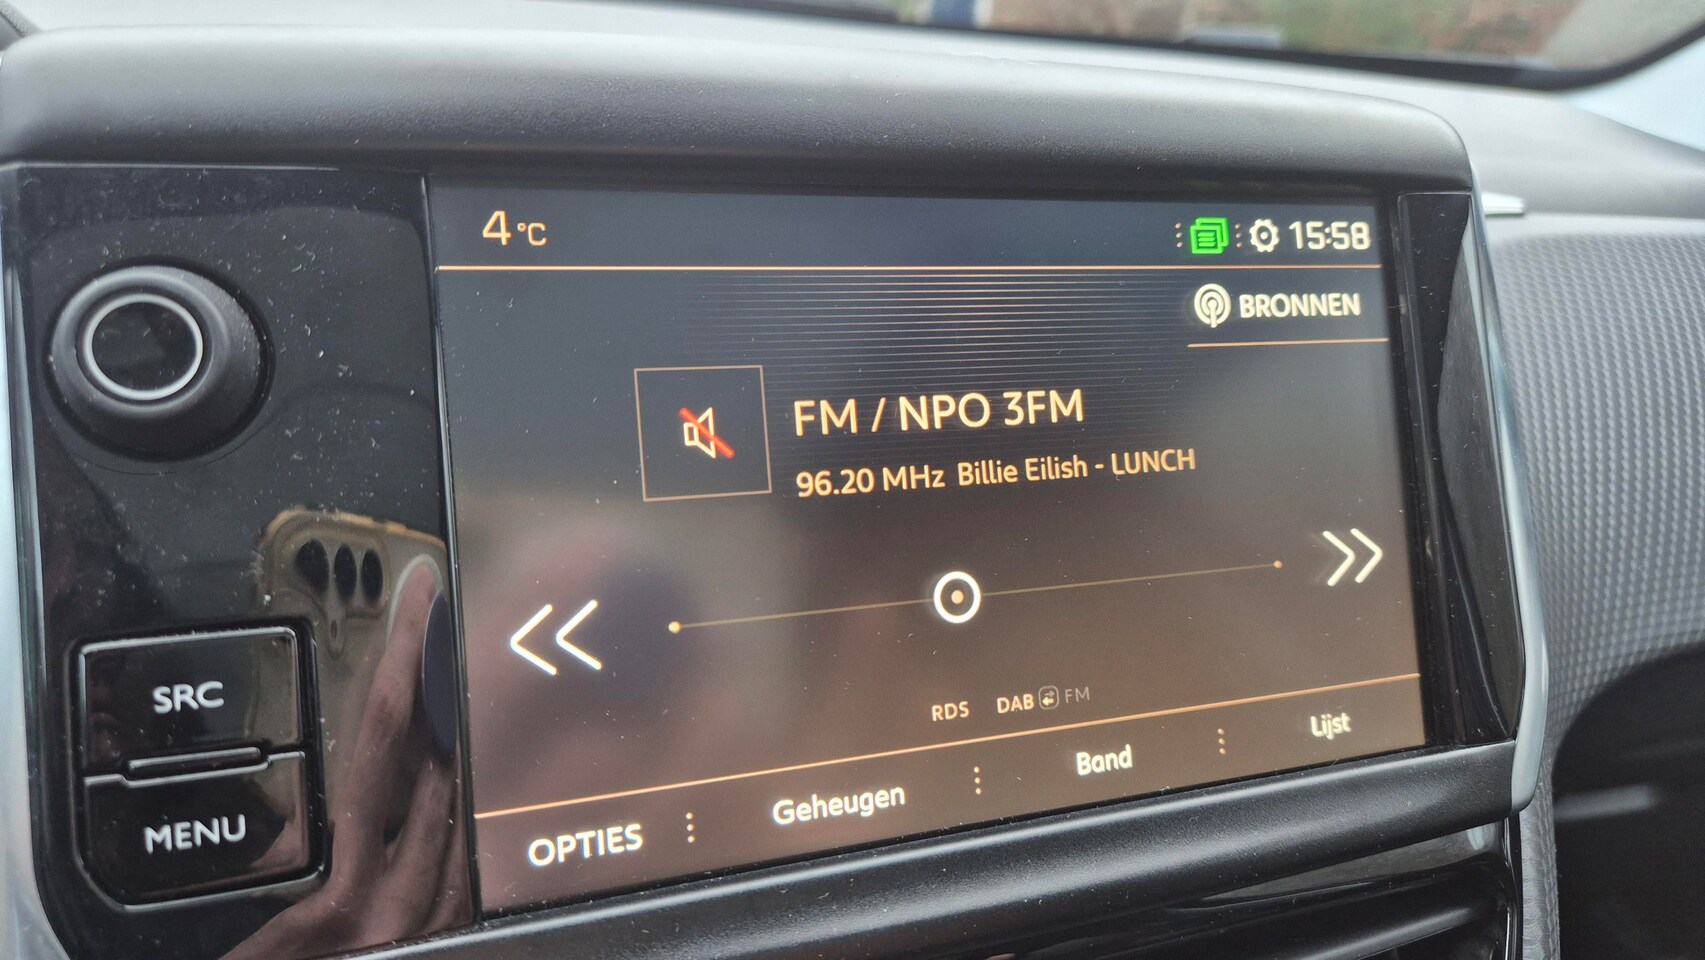 4 °C
15:58
BRONNEN
FM / NPO 3FM
96.20 MHz Billie Eilish - LUNCH
RDS DAB FM
OPTIES Geheugen Band Lijst
SRC
MENU